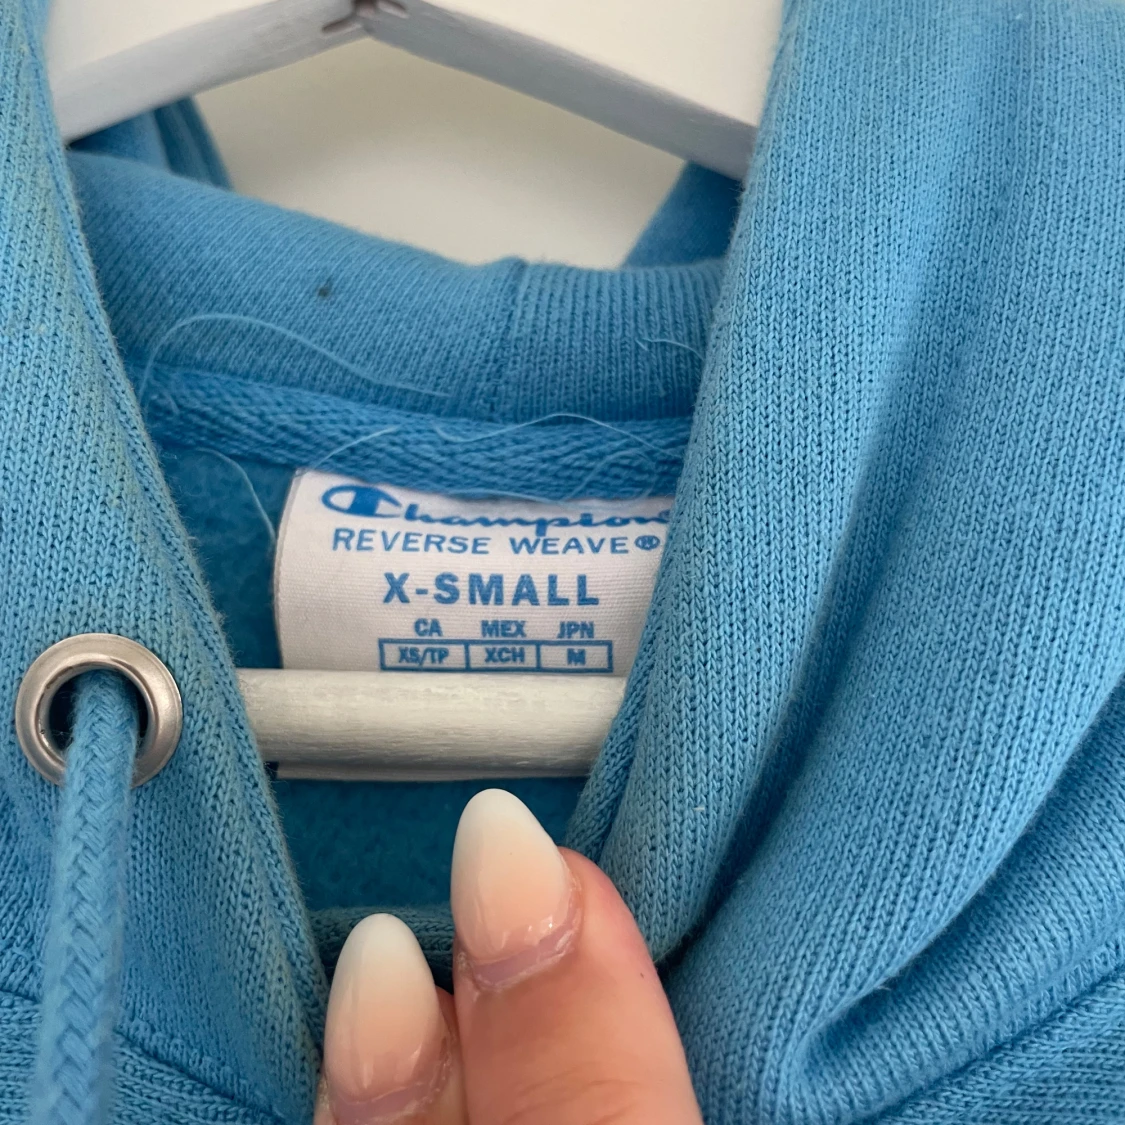 Champion
REVERSE WEAVE®
X-SMALL
CA MEX JPN
XS/TP XCH M